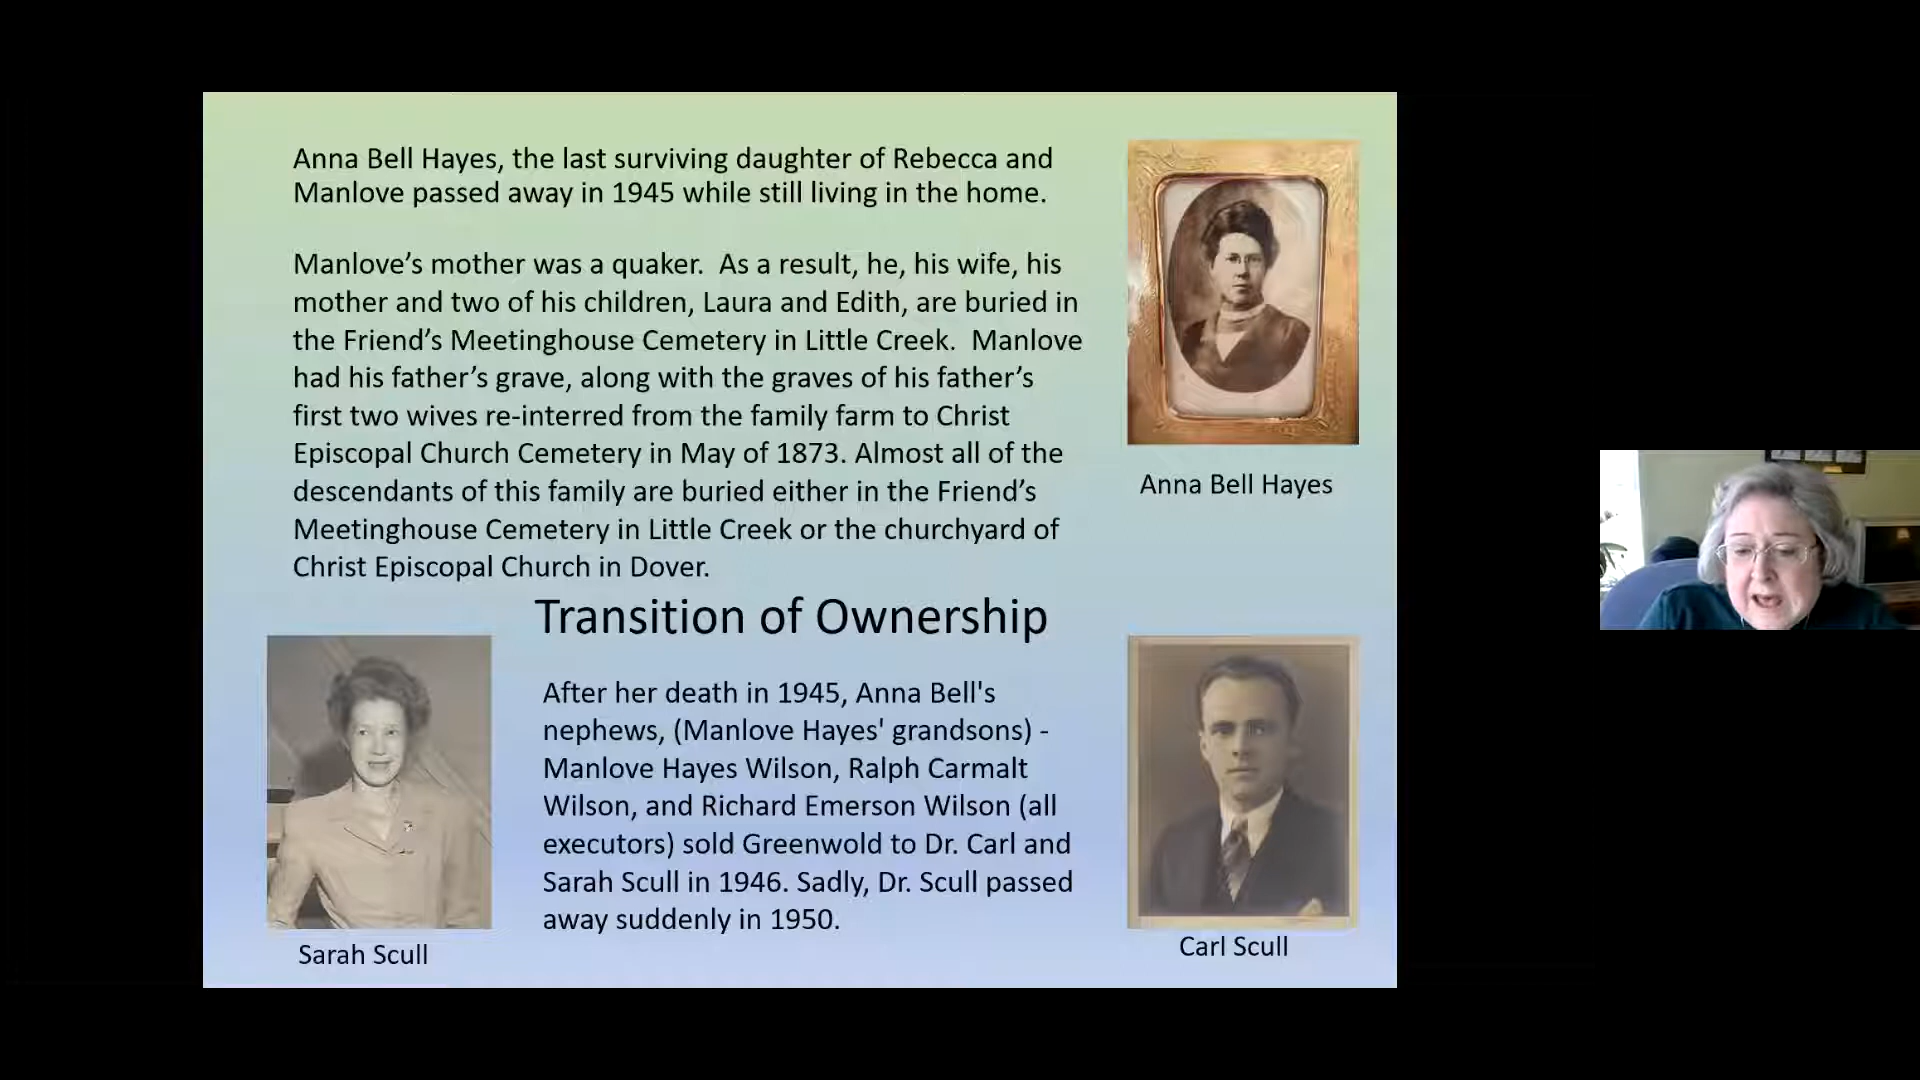 Anna Bell Hayes, the last surviving daughter of Rebecca and
Manlove passed away in 1945 while still living in the home.
Manlove’s mother was a quaker.  As a result, he, his wife, his
mother and two of his children, Laura and Edith, are buried in
the Friend’s Meetinghouse Cemetery in Little Creek.  Manlove
had his father’s grave, along with the graves of his father’s
first two wives re-interred from the family farm to Christ
Episcopal Church Cemetery in May of 1873. Almost all of the
descendants of this family are buried either in the Friend’s
Meetinghouse Cemetery in Little Creek or the churchyard of
Christ Episcopal Church in Dover.
Anna Bell Hayes
Transition of Ownership
After her death in 1945, Anna Bell's
nephews, (Manlove Hayes' grandsons) -
Manlove Hayes Wilson, Ralph Carmalt
Wilson, and Richard Emerson Wilson (all
executors) sold Greenwold to Dr. Carl and
Sarah Scull in 1946. Sadly, Dr. Scull passed
away suddenly in 1950.
Sarah Scull
Carl Scull